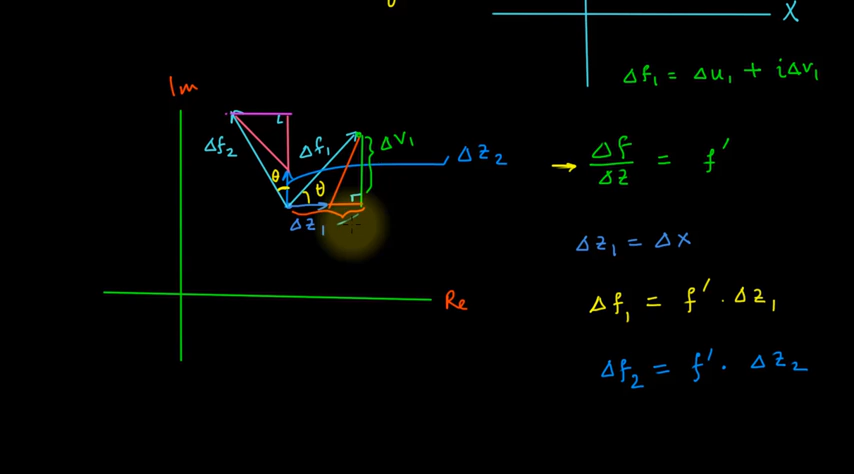 X
Δf₁ = Δu₁ + iΔv₁
Im
Δf₂
Δf₁
ΔV₁
ΔZ₂
θ
θ
ΔZ₁
Re
→ Δf/ΔZ = f′
ΔZ₁ = Δx
Δf₁ = f′ · ΔZ₁
Δf₂ = f′ · ΔZ₂